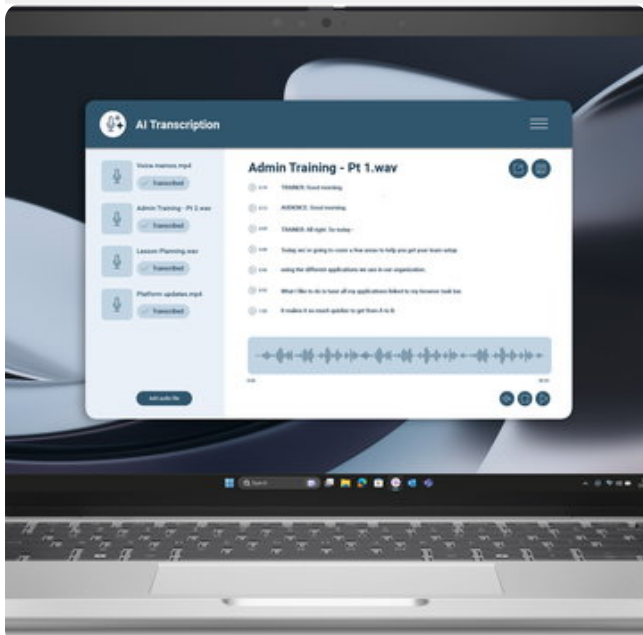 AI Transcription
Voice memos.mp4
Transcribed
Admin Training - Pt 1.wav
Transcribed
Lesson Planning.wav
Transcribed
Platform updates.mp4
Transcribed
Add audio file
Admin Training - Pt 1.wav
TRAINER: Good morning.
AUDIENCE: Good morning.
TRAINER: All right. So today -
Today we're going to cover a few areas to help you get your team setup
using the different applications we use in our organization.
What I like to do is have all my applications linked to my browser task bar.
It makes it so much quicker to get from A to B.
0:00
Search